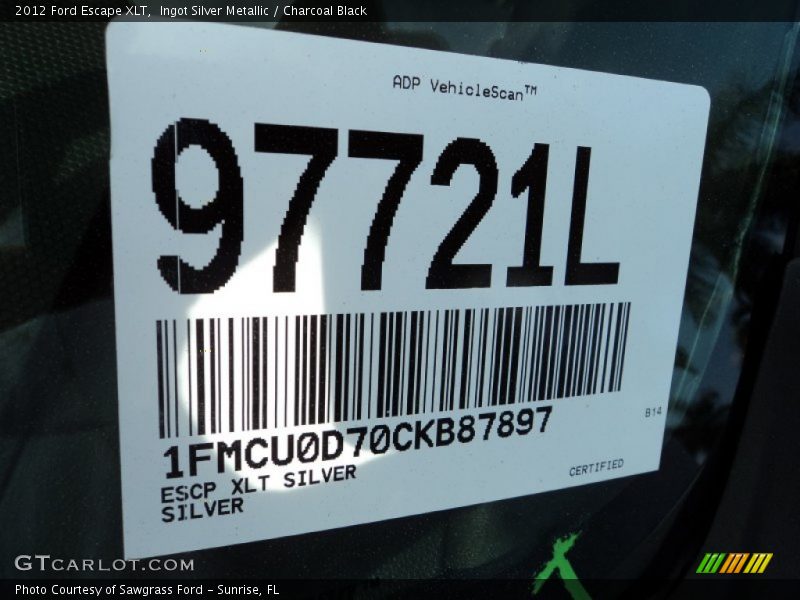 2012 Ford Escape XLT,  Ingot Silver Metallic / Charcoal Black
ADP VehicleScan™
97721L
1FMCU0D70CKB87897
B14
ESCP XLT SILVER
CERTIFIED
SILVER
GTCARLOT.COM
Photo Courtesy of Sawgrass Ford - Sunrise, FL